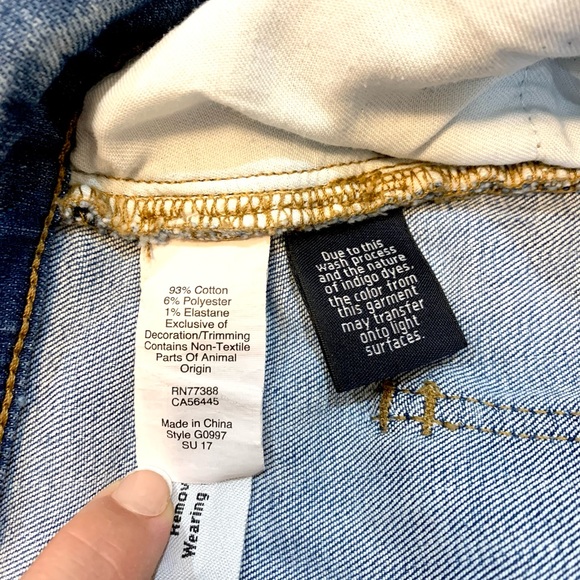 93% Cotton
6% Polyester
1% Elastane
Exclusive of
Decoration/Trimming
Contains Non-Textile
Parts Of Animal
Origin
RN77388
CA56445
Made in China
Style G0997
SU 17
Due to this
wash process
and the nature
of indigo dyes,
the color from
this garment
may transfer
onto light
surfaces.
Wearing